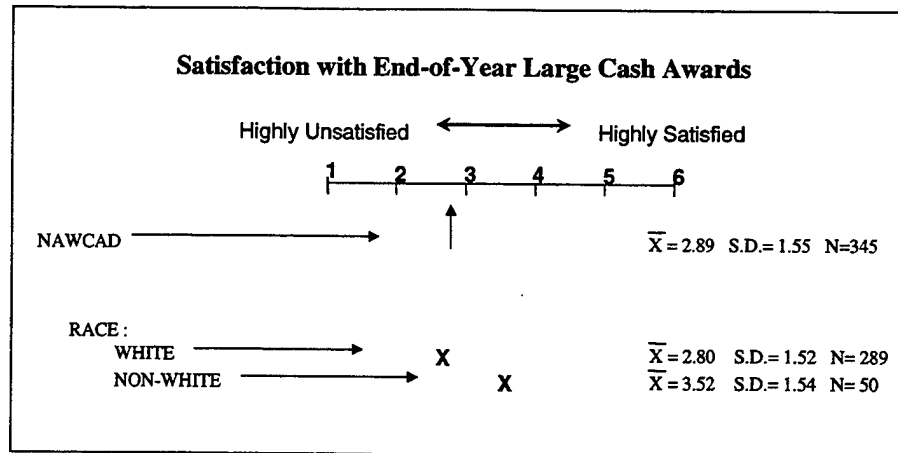 Satisfaction with End-of-Year Large Cash Awards
Highly Unsatisfied Highly Satisfied
1 2 3 4 5 6
NAWCAD X̄ = 2.89 S.D.= 1.55 N=345
RACE :
WHITE X X̄ = 2.80 S.D.= 1.52 N= 289
NON-WHITE X X̄ = 3.52 S.D.= 1.54 N= 50